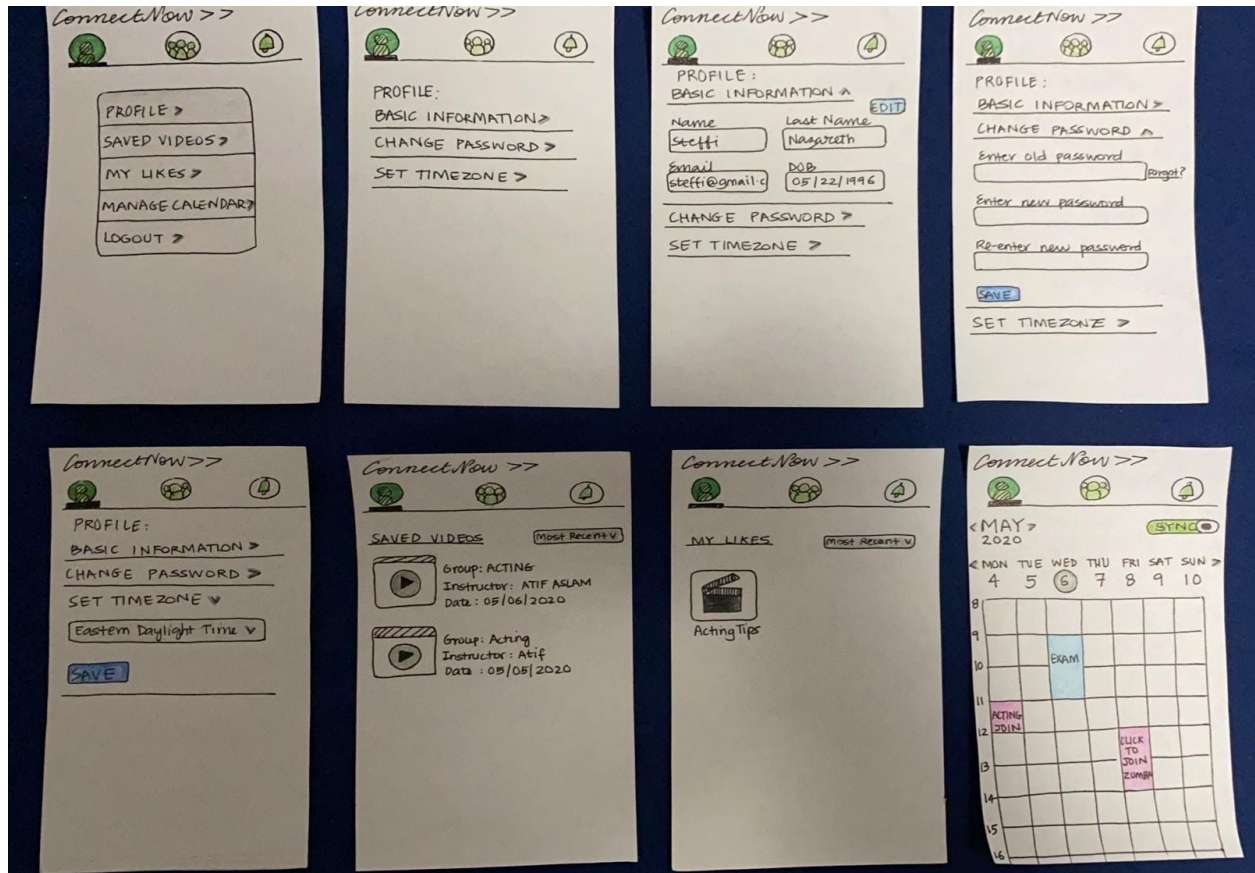 ConnectNow >>
PROFILE >
SAVED VIDEOS >
MY LIKES >
MANAGE CALENDAR >
LOGOUT >
ConnectNow >>
PROFILE:
BASIC INFORMATION >
CHANGE PASSWORD >
SET TIMEZONE >
ConnectNow >>
PROFILE:
BASIC INFORMATION ^
EDIT
Name Last Name
Steffi Nazareth
Email DOB
steffi@gmail.c 05/22/1996
CHANGE PASSWORD >
SET TIMEZONE >
ConnectNow >>
PROFILE:
BASIC INFORMATION >
CHANGE PASSWORD ^
Enter old password
Forgot?
Enter new password
Re-enter new password
SAVE
SET TIMEZONE >
ConnectNow >>
PROFILE:
BASIC INFORMATION >
CHANGE PASSWORD >
SET TIMEZONE v
Eastern Daylight Time v
SAVE
ConnectNow >>
SAVED VIDEOS Most Recent v
Group: ACTING
Instructor: ATIF ASLAM
Date: 05/06/2020
Group: Acting
Instructor: Atif
Date: 05/05/2020
ConnectNow >>
MY LIKES Most Recent v
Acting Tips
ConnectNow >>
< MAY >
2020
SYNC
< MON TUE WED THU FRI SAT SUN >
4 5 6 7 8 9 10
8
9
10
EXAM
11
ACTING
JOIN
12
CLICK
TO
JOIN
ZUMBA
13
14
15
16